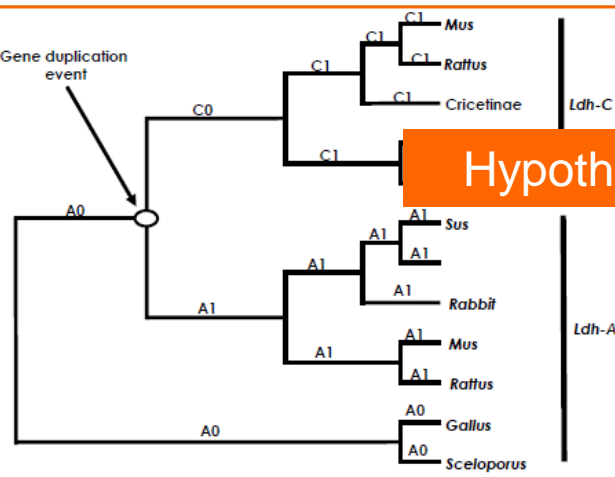 Gene duplication
event
C1
Mus
C1
C1
Rattus
C1
C1
Cricetinae
Ldh-C
C0
C1
Hypoth
A0
A1
Sus
A1
A1
A1
A1
Rabbit
A1
Ldh-A
A1
Mus
A1
A1
Rattus
A0
Gallus
A0
A0
Sceloporus